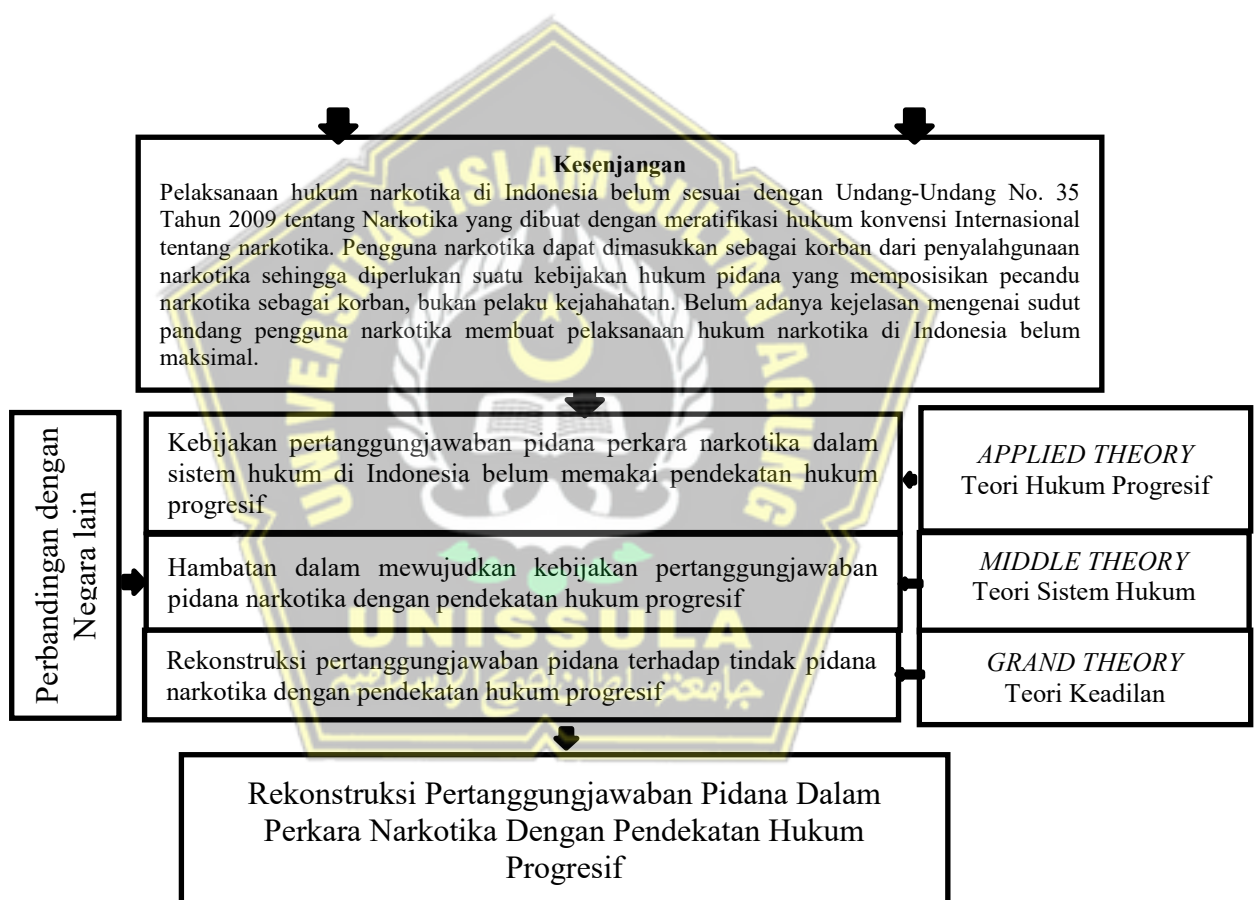 Kesenjangan
Pelaksanaan hukum narkotika di Indonesia belum sesuai dengan Undang-Undang No. 35
Tahun 2009 tentang Narkotika yang dibuat dengan meratifikasi hukum konvensi Internasional
tentang narkotika. Pengguna narkotika dapat dimasukkan sebagai korban dari penyalahgunaan
narkotika sehingga diperlukan suatu kebijakan hukum pidana yang memposisikan pecandu
narkotika sebagai korban, bukan pelaku kejahahatan. Belum adanya kejelasan mengenai sudut
pandang pengguna narkotika membuat pelaksanaan hukum narkotika di Indonesia belum
maksimal.
Perbandingan dengan
Negara lain
Kebijakan pertanggungjawaban pidana perkara narkotika dalam
sistem hukum di Indonesia belum memakai pendekatan hukum
progresif
APPLIED THEORY
Teori Hukum Progresif
Hambatan dalam mewujudkan kebijakan pertanggungjawaban
pidana narkotika dengan pendekatan hukum progresif
MIDDLE THEORY
Teori Sistem Hukum
Rekonstruksi pertanggungjawaban pidana terhadap tindak pidana
narkotika dengan pendekatan hukum progresif
GRAND THEORY
Teori Keadilan
Rekonstruksi Pertanggungjawaban Pidana Dalam
Perkara Narkotika Dengan Pendekatan Hukum
Progresif
UNIVERSITAS ISLAM SULTAN AGUNG
UNISSULA